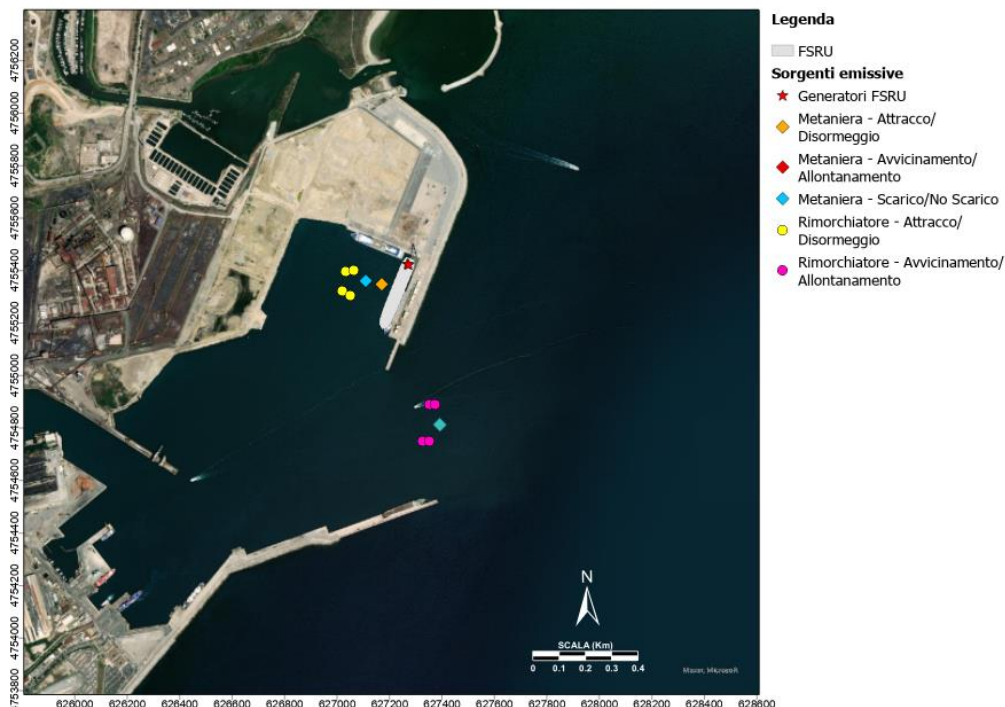 Legenda
FSRU
Sorgenti emissive
Generatori FSRU
Metaniera - Attracco/
Disormeggio
Metaniera - Avvicinamento/
Allontanamento
Metaniera - Scarico/No Scarico
Rimorchiatore - Attracco/
Disormeggio
Rimorchiatore - Avvicinamento/
Allontanamento
4756200
4756000
4755800
4755600
4755400
4755200
4755000
4754800
4754600
4754400
4754200
4754000
4753800
N
SCALA (Km)
0 0.1 0.2 0.3 0.4
Maxar, Microsoft
626000 626200 626400 626600 626800 627000 627200 627400 627600 627800 628000 628200 628400 628600